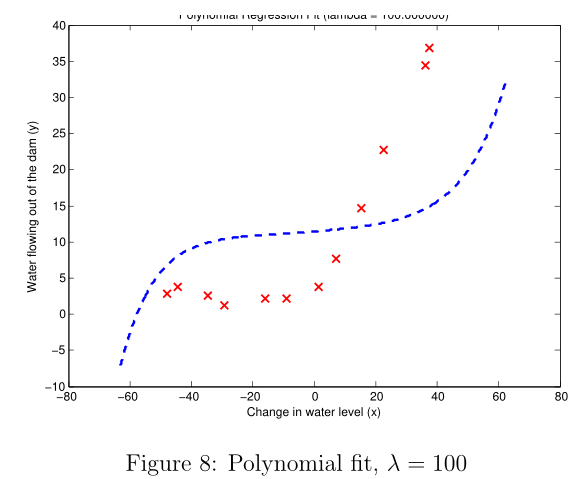 Polynomial Regression Fit (lambda = 100.000000)
40
35
30
25
20
15
10
5
0
−5
−10
Water flowing out of the dam (y)
−80 −60 −40 −20 0 20 40 60 80
Change in water level (x)
Figure 8: Polynomial fit, λ = 100